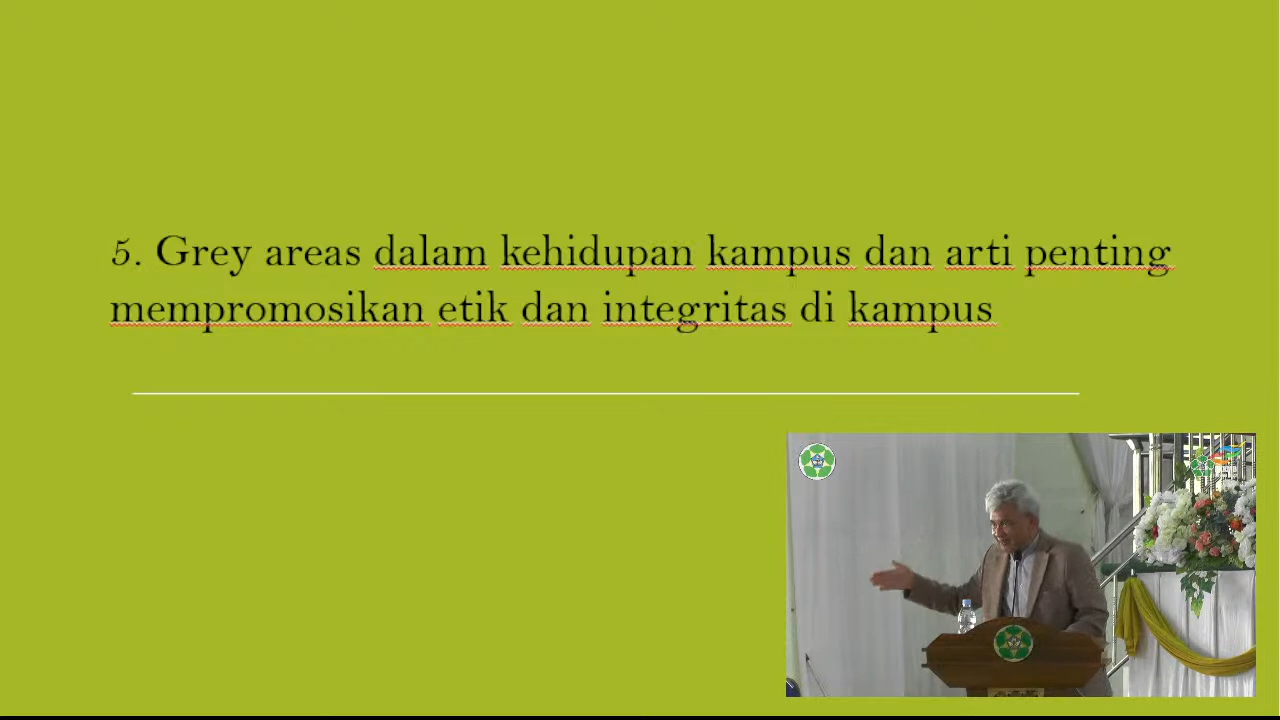 5. Grey areas dalam kehidupan kampus dan arti penting
mempromosikan etik dan integritas di kampus